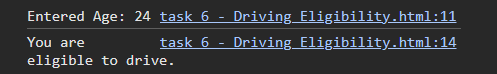 Entered Age: 24 task 6 - Driving Eligibility.html:11
You are task 6 - Driving Eligibility.html:14
eligible to drive.